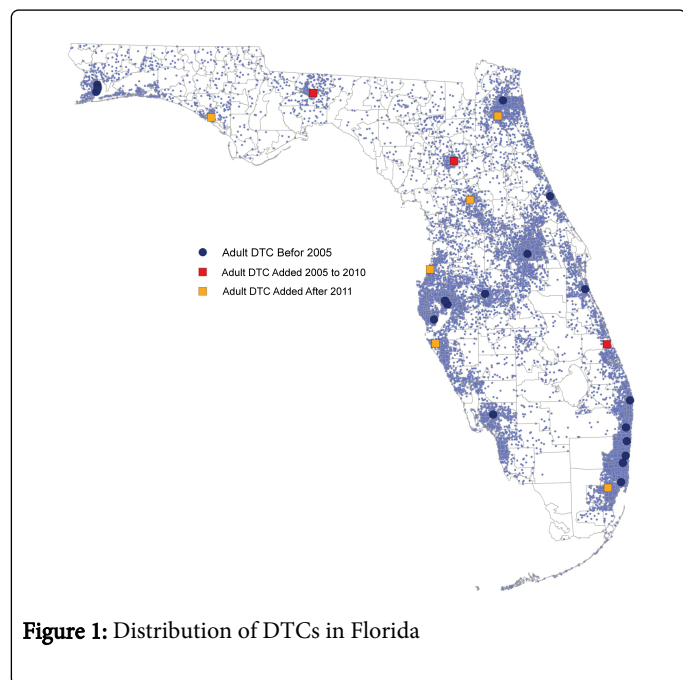 Adult DTC Befor 2005
Adult DTC Added 2005 to 2010
Adult DTC Added After 2011
Figure 1: Distribution of DTCs in Florida